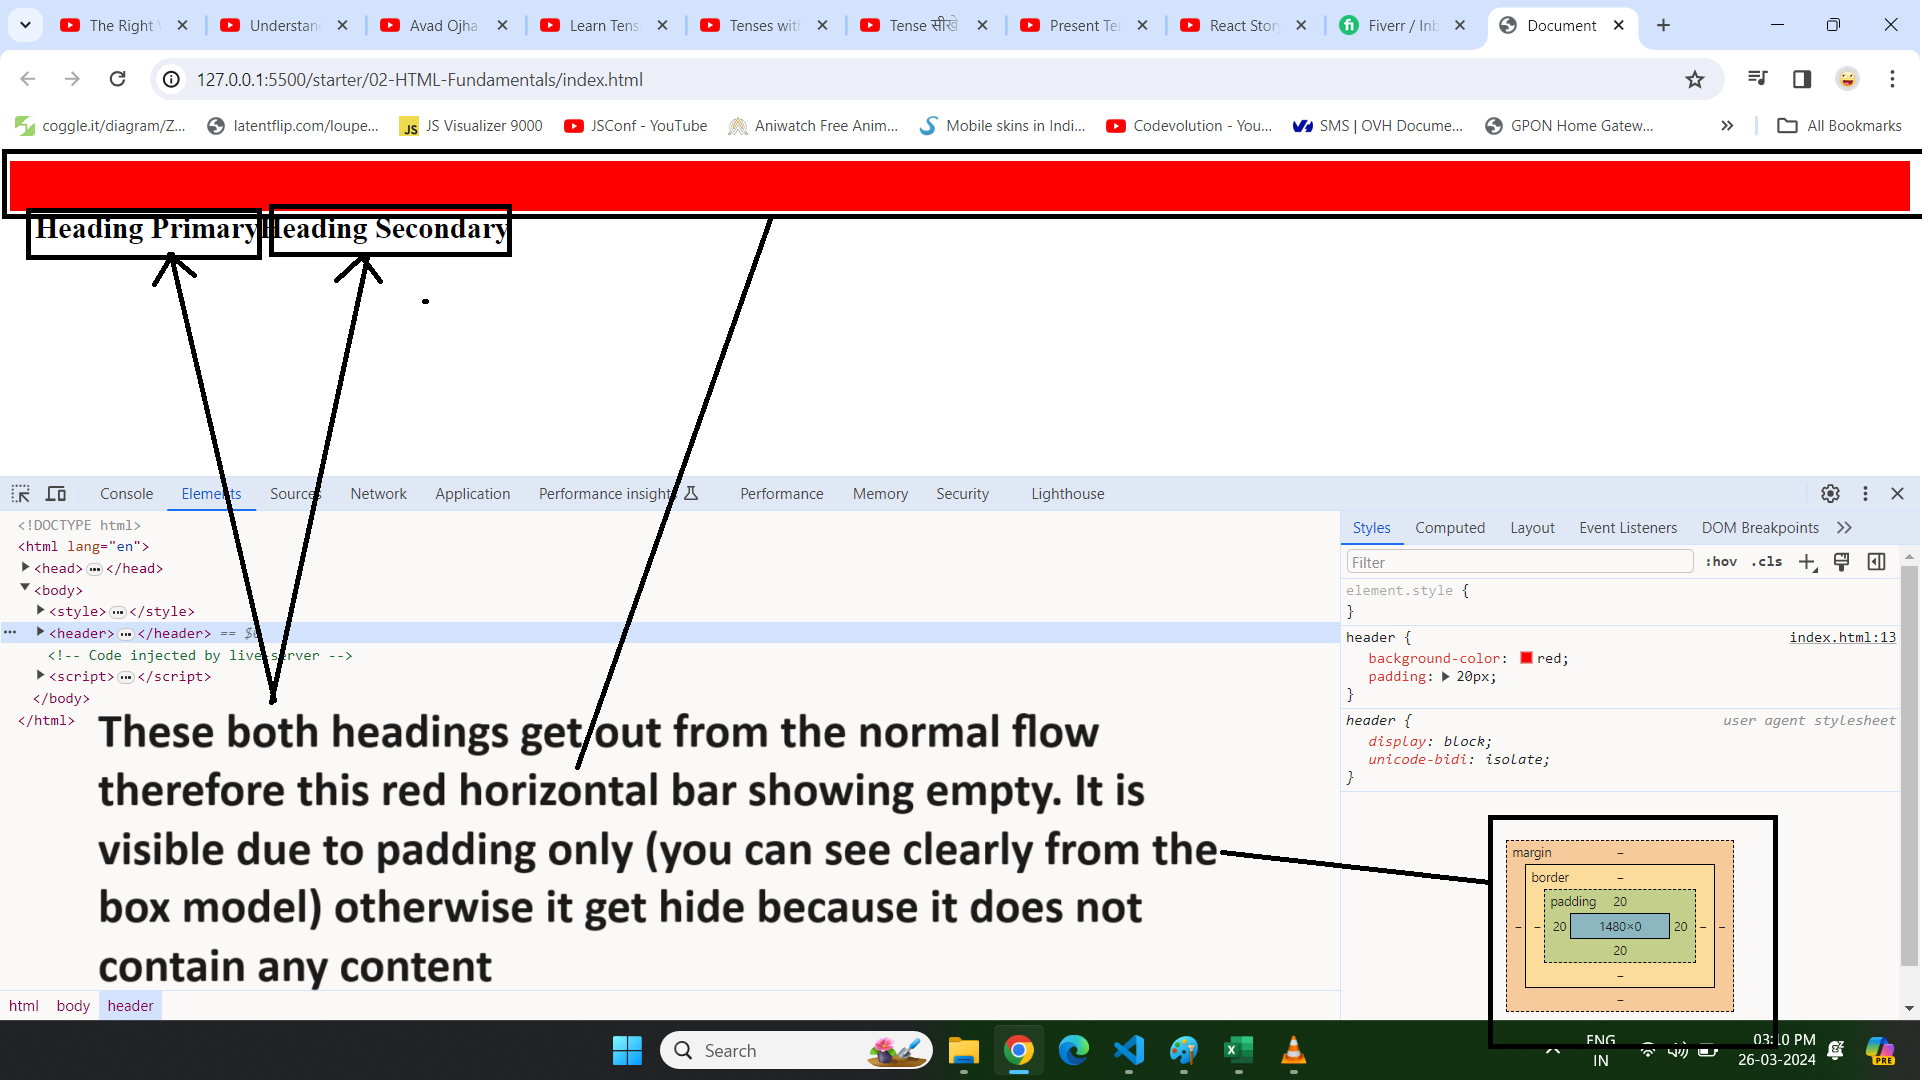 The Right
Understan
Avad Ojha
Learn Tens
Tenses with
Tense सीखे
Present Te
React Stor
Fiverr / Inb
Document
127.0.0.1:5500/starter/02-HTML-Fundamentals/index.html
coggle.it/diagram/Z...
latentflip.com/loupe...
JS Visualizer 9000
JSConf - YouTube
Aniwatch Free Anim...
Mobile skins in Indi...
Codevolution - You...
SMS | OVH Docume...
GPON Home Gatew...
All Bookmarks
Heading Primary
Heading Secondary
Console
Elements
Sources
Network
Application
Performance insights
Performance
Memory
Security
Lighthouse
<!DOCTYPE html>
<html lang="en">
<head> ... </head>
<body>
<style> ... </style>
<header> ... </header> == $0
<!-- Code injected by live-server -->
<script> ... </script>
</body>
</html>
These both headings get out from the normal flow
therefore this red horizontal bar showing empty. It is
visible due to padding only (you can see clearly from the
box model) otherwise it get hide because it does not
contain any content
html body header
Styles
Computed
Layout
Event Listeners
DOM Breakpoints
Filter
:hov .cls
element.style {
}
header {
index.html:13
background-color: red;
padding: 20px;
}
header {
user agent stylesheet
display: block;
unicode-bidi: isolate;
}
margin –
border –
padding 20
– – 20 1480×0 20 – –
20
–
–
Search
ENG
IN
03:10 PM
26-03-2024
PRE